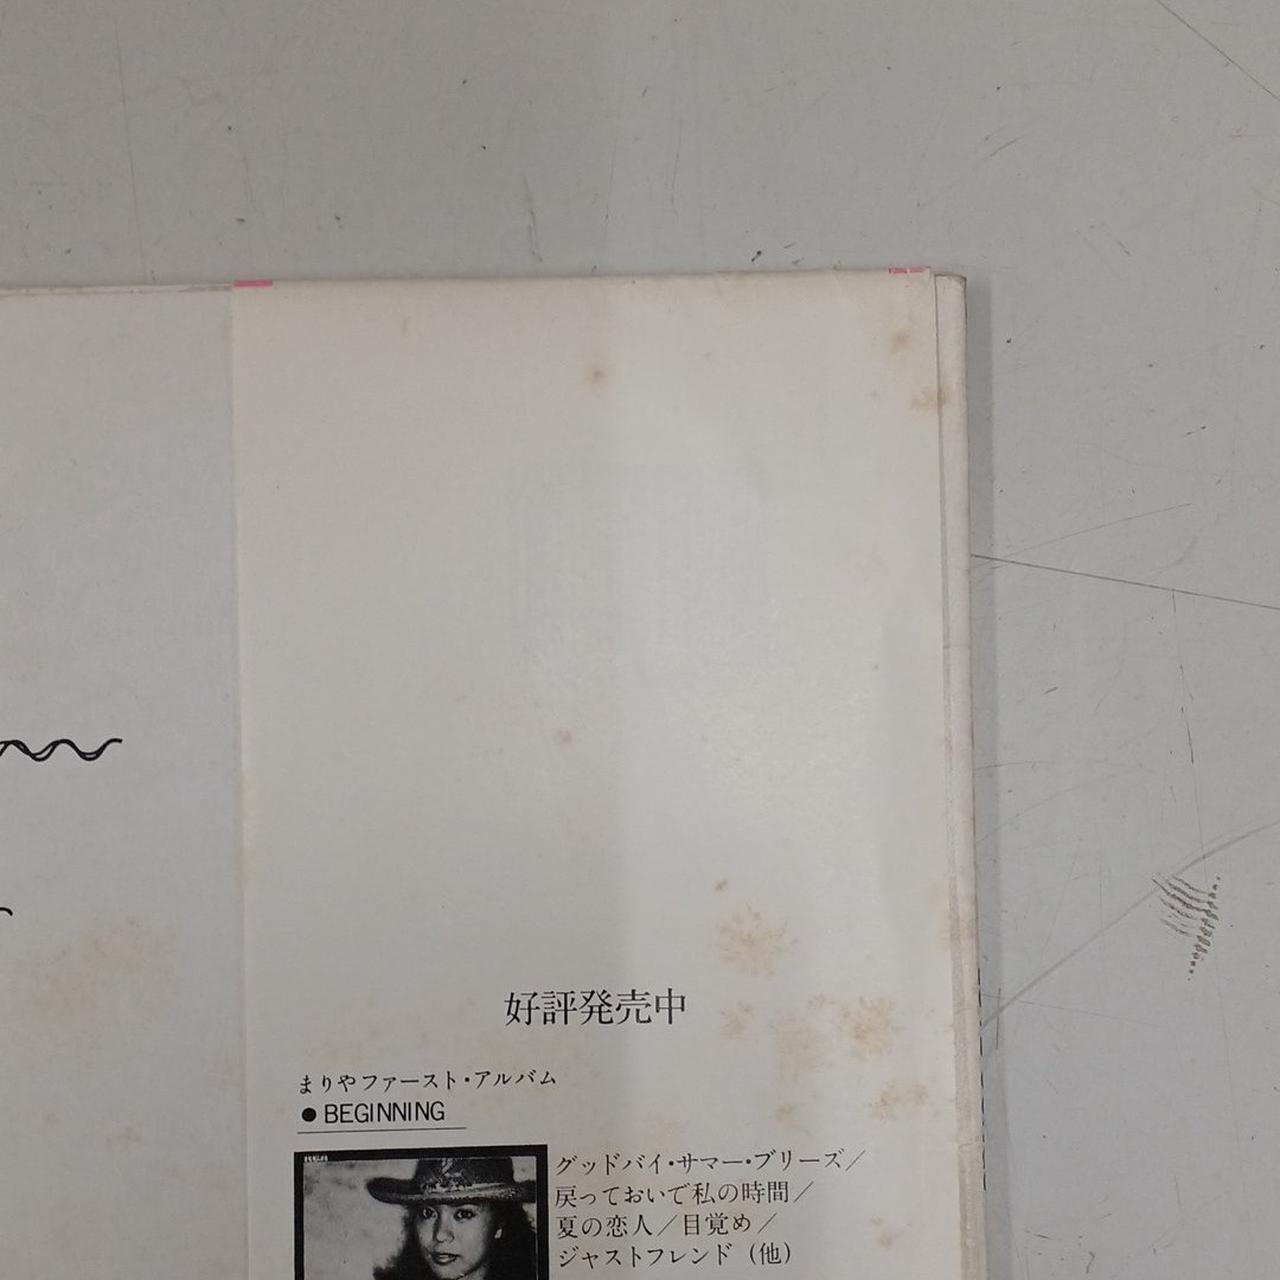 好評発売中
まりやファースト・アルバム
● BEGINNING
RCA
グッドバイ・サマー・ブリーズ／
戻っておいで私の時間／
夏の恋人／目覚め／
ジャストフレンド（他）